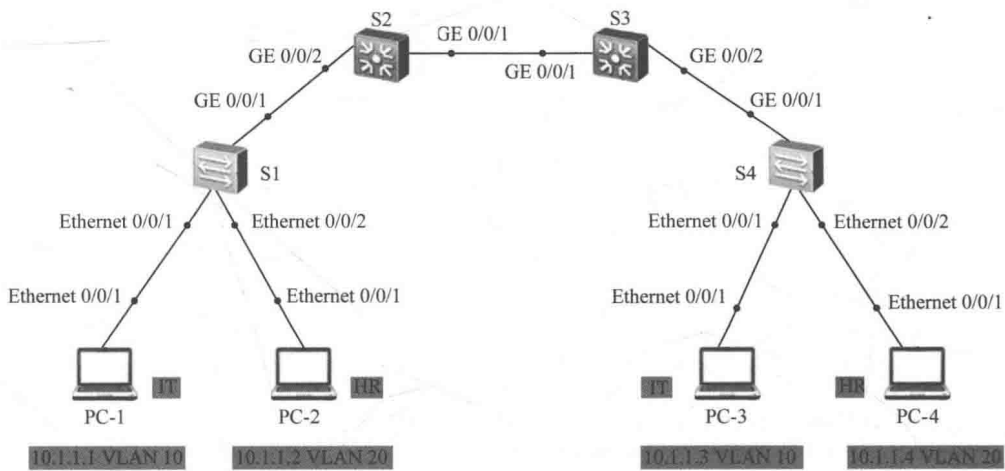 S2
S3
GE 0/0/1
GE 0/0/2
GE 0/0/1
GE 0/0/2
GE 0/0/1
GE 0/0/1
S1
S4
Ethernet 0/0/1
Ethernet 0/0/2
Ethernet 0/0/1
Ethernet 0/0/2
Ethernet 0/0/1
Ethernet 0/0/1
Ethernet 0/0/1
Ethernet 0/0/1
IT
HR
IT
HR
PC-1
PC-2
PC-3
PC-4
10.1.1.1 VLAN 10
10.1.1.2 VLAN 20
10.1.1.3 VLAN 10
10.1.1.4 VLAN 20